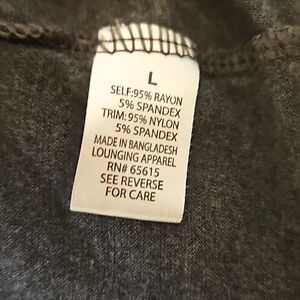 L
SELF:95% RAYON
5% SPANDEX
TRIM:95% NYLON
5% SPANDEX
MADE IN BANGLADESH
LOUNGING APPAREL
RN# 65615
SEE REVERSE
FOR CARE